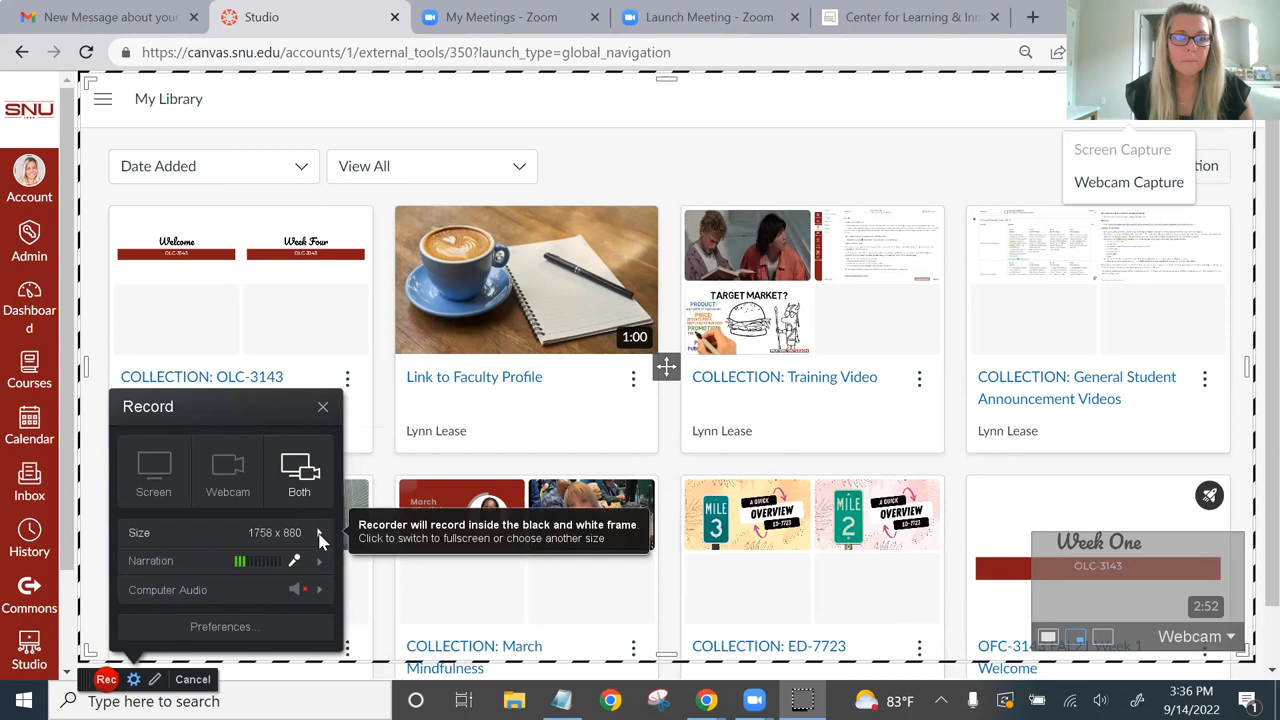 New Message about your
Studio
My Meetings - Zoom
Launch Meeting - Zoom
Center for Learning & Inn
https://canvas.snu.edu/accounts/1/external_tools/350?launch_type=global_navigation
SNU
Account
Admin
Dashboar
d
Courses
Calendar
Inbox
History
Commons
Studio
My Library
Date Added
View All
tion
Screen Capture
Webcam Capture
Welcome
OLC-3143
Week Four
OLC-3143
COLLECTION: OLC-3143
1:00
Link to Faculty Profile
Lynn Lease
TARGET MARKET?
PRODUCT:
PRICE:
COLLECTION: Training Video
Lynn Lease
COLLECTION: General Student
Announcement Videos
Lynn Lease
Record
Screen
Webcam
Both
Size
1758 x 880
Narration
Computer Audio
Preferences...
Recorder will record inside the black and white frame.
Click to switch to fullscreen or choose another size
March
COLLECTION: March
Mindfulness
MILE
3
A QUICK
OVERVIEW
ED-7723
MILE
2
A QUICK
OVERVIEW
ED-7723
COLLECTION: ED-7723
Week One
OLC-3143
2:52
Webcam
Welcome
Rec
Cancel
Type here to search
83°F
3:36 PM
9/14/2022
1